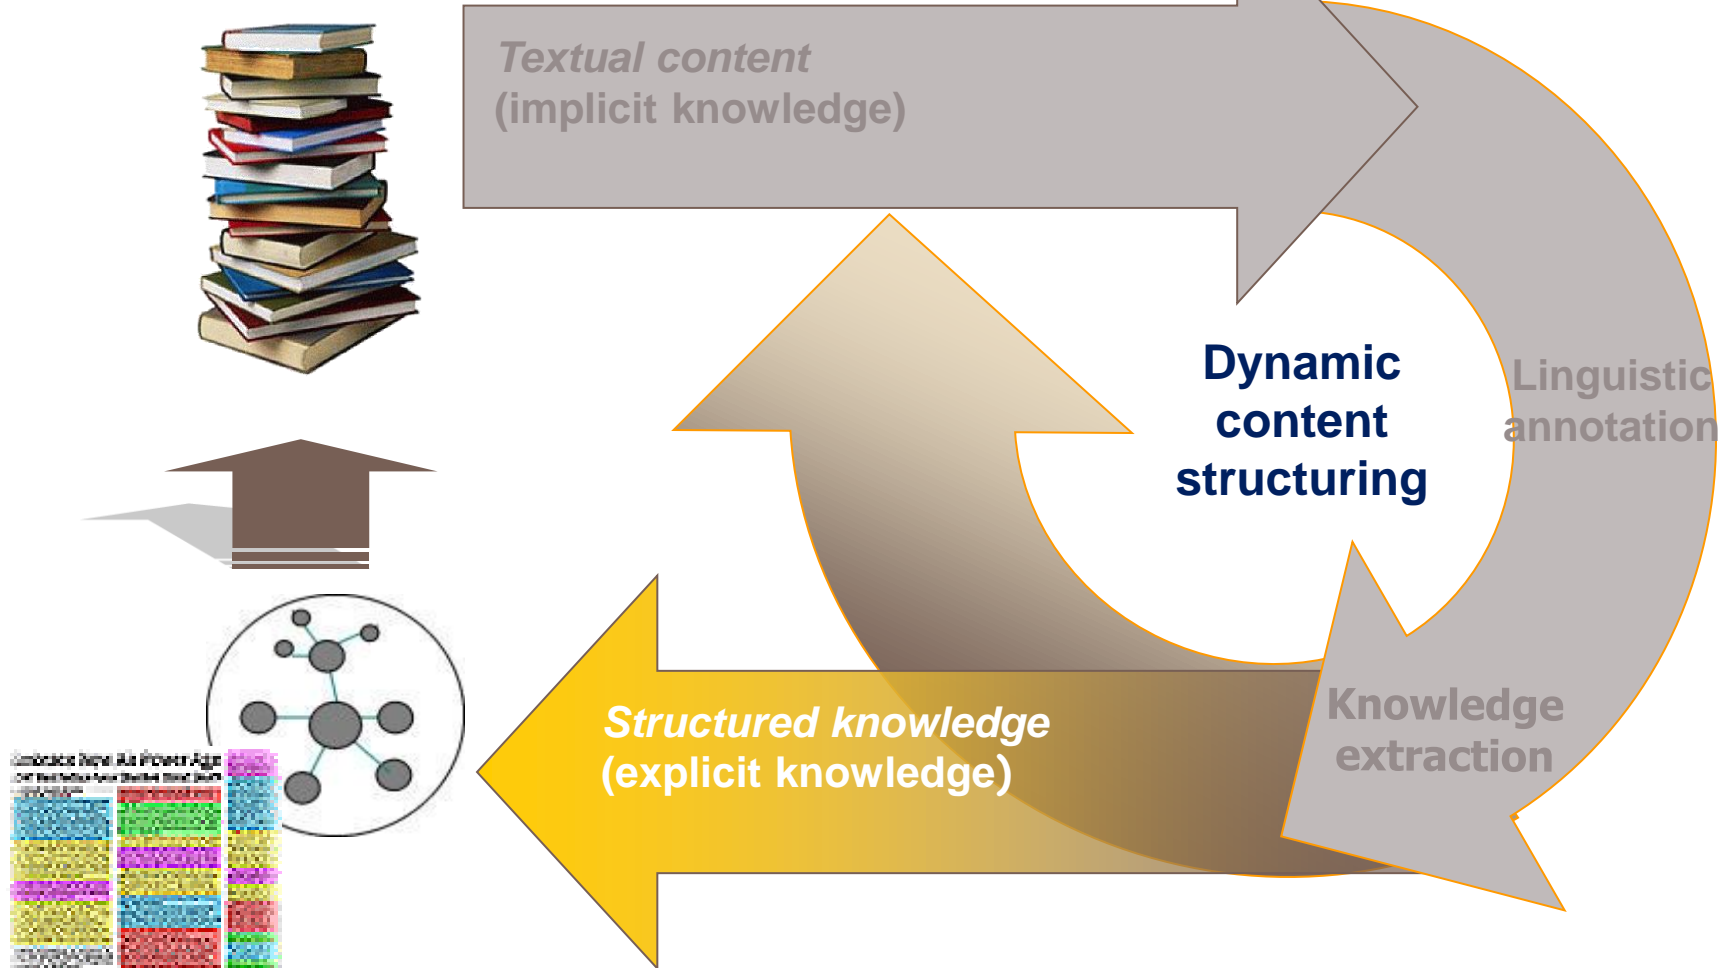 Textual content
(implicit knowledge)
Dynamic
content
structuring
Linguistic
annotation
Knowledge
extraction
Structured knowledge
(explicit knowledge)